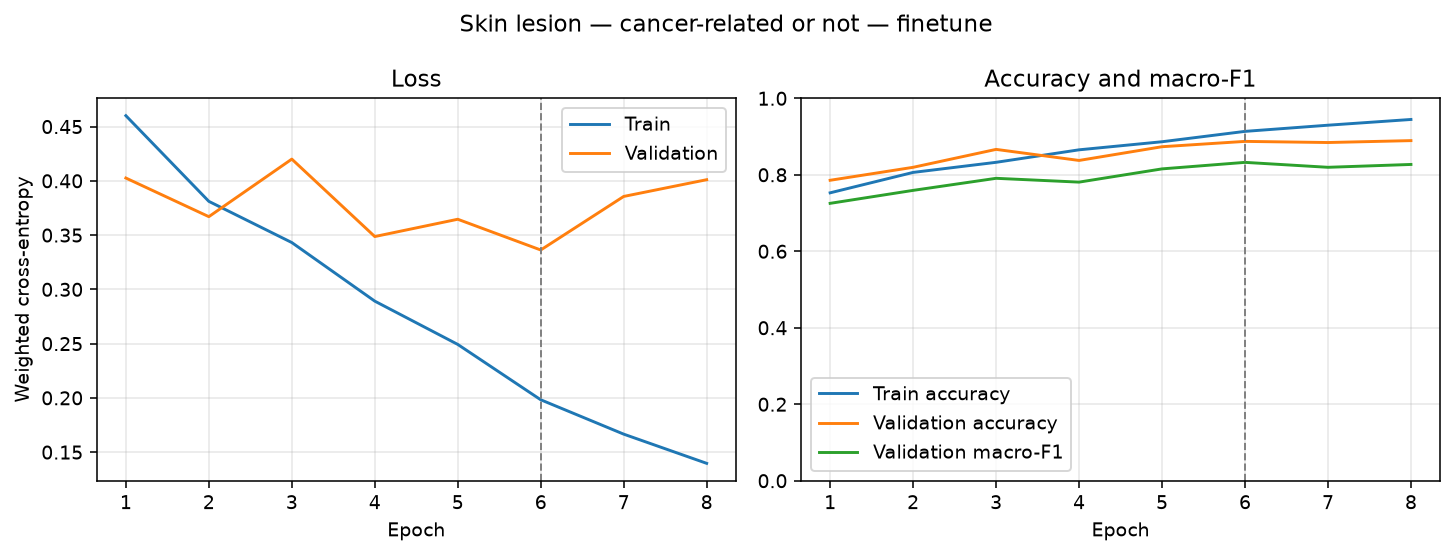 Skin lesion — cancer-related or not — finetune
Loss
Weighted cross-entropy
0.45
0.40
0.35
0.30
0.25
0.20
0.15
Train
Validation
1 2 3 4 5 6 7 8
Epoch
Accuracy and macro-F1
1.0
0.8
0.6
0.4
0.2
0.0
Train accuracy
Validation accuracy
Validation macro-F1
1 2 3 4 5 6 7 8
Epoch